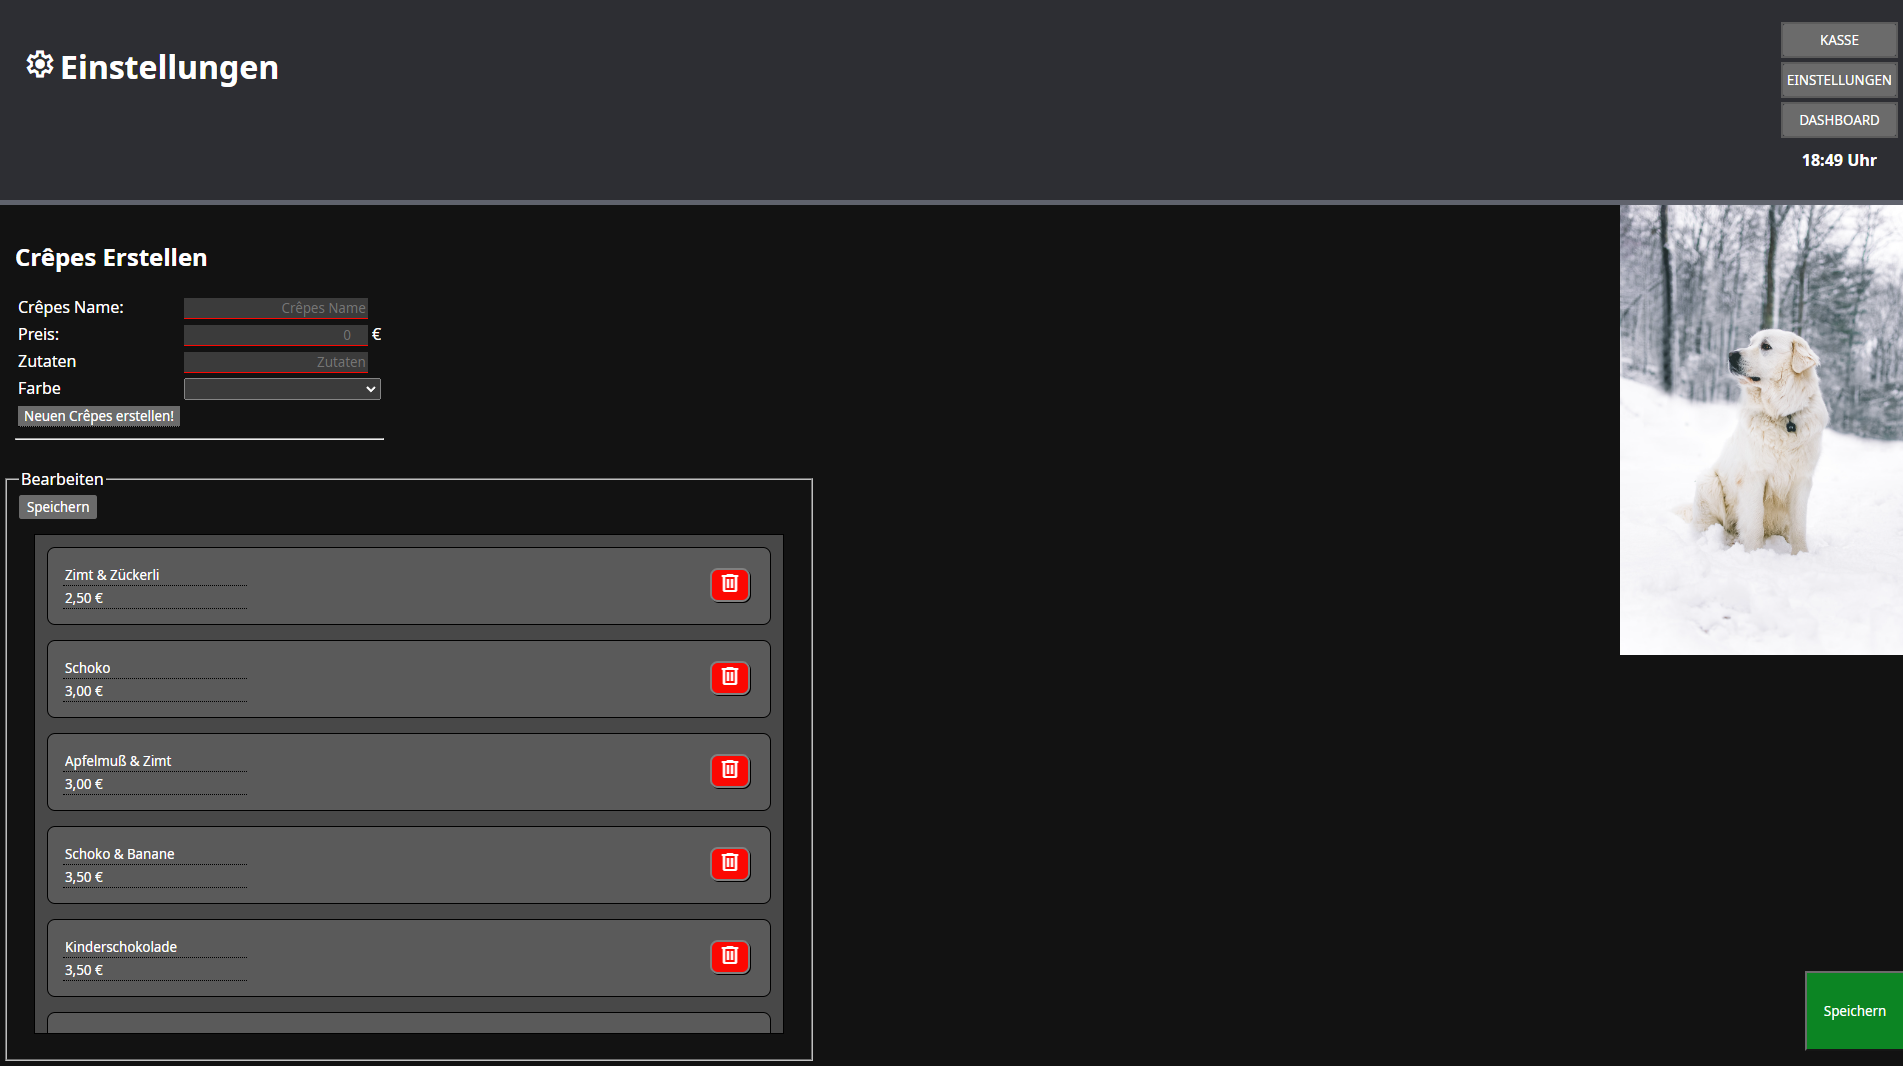 Einstellungen
KASSE
EINSTELLUNGEN
DASHBOARD
18:49 Uhr
Crêpes Erstellen
Crêpes Name: Crêpes Name
Preis: 0 €
Zutaten Zutaten
Farbe
Neuen Crêpes erstellen!
Bearbeiten
Speichern
Zimt & Zückerli
2,50 €
Schoko
3,00 €
Apfelmuß & Zimt
3,00 €
Schoko & Banane
3,50 €
Kinderschokolade
3,50 €
Speichern